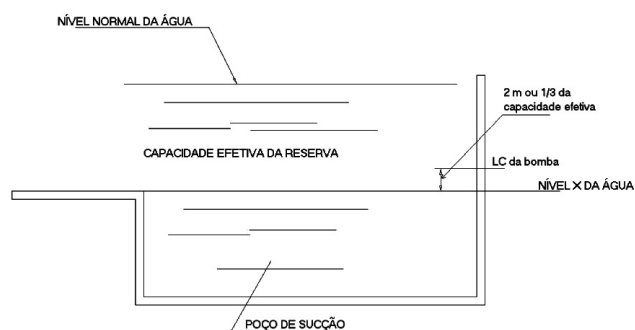 NÍVEL NORMAL DA ÁGUA
2 m ou 1/3 da
capacidade efetiva
CAPACIDADE EFETIVA DA RESERVA
LC da bomba
NÍVEL X DA ÁGUA
POÇO DE SUCÇÃO